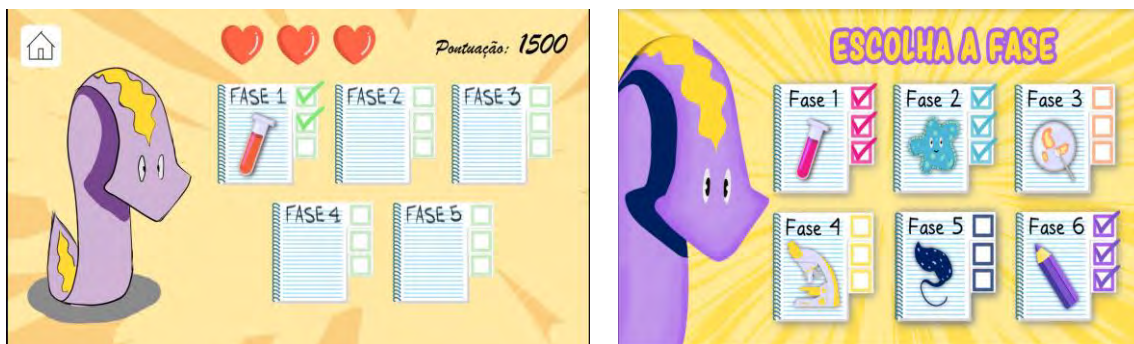 Pontuação: 1500
FASE 1 FASE 2 FASE 3
FASE 4 FASE 5
ESCOLHA A FASE
Fase 1 Fase 2 Fase 3
Fase 4 Fase 5 Fase 6